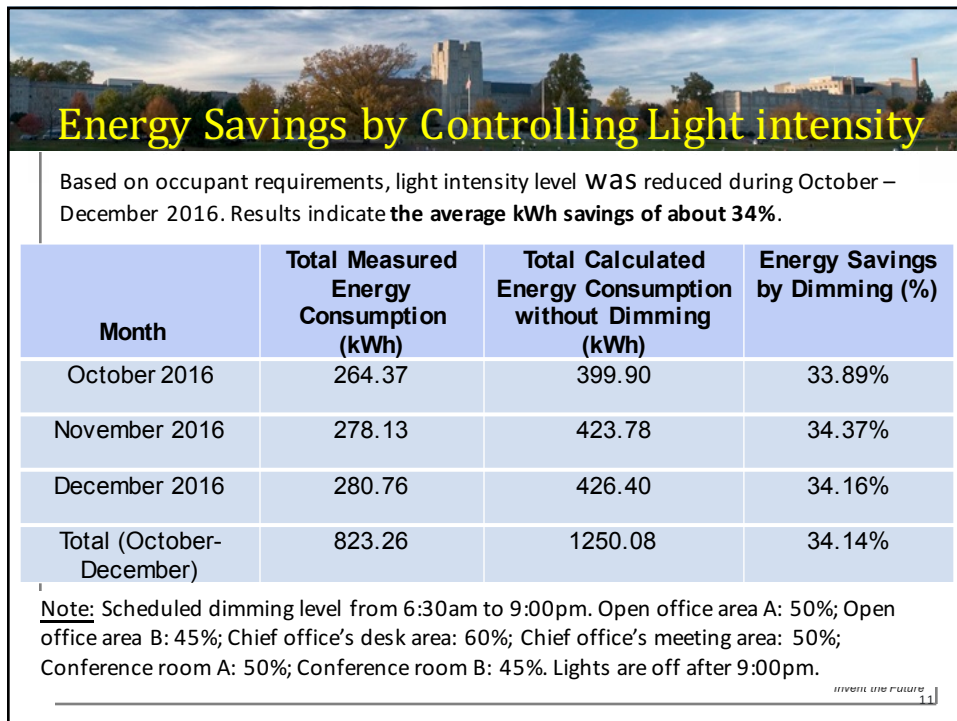 Energy Savings by Controlling Light intensity
Based on occupant requirements, light intensity level was reduced during October –
December 2016. Results indicate the average kWh savings of about 34%.
Month
Total Measured
Energy
Consumption
(kWh)
Total Calculated
Energy Consumption
without Dimming
(kWh)
Energy Savings
by Dimming (%)
October 2016 264.37 399.90 33.89%
November 2016 278.13 423.78 34.37%
December 2016 280.76 426.40 34.16%
Total (October-
December) 823.26 1250.08 34.14%
Note: Scheduled dimming level from 6:30am to 9:00pm. Open office area A: 50%; Open
office area B: 45%; Chief office's desk area: 60%; Chief office's meeting area: 50%;
Conference room A: 50%; Conference room B: 45%. Lights are off after 9:00pm.
Invent the Future
11